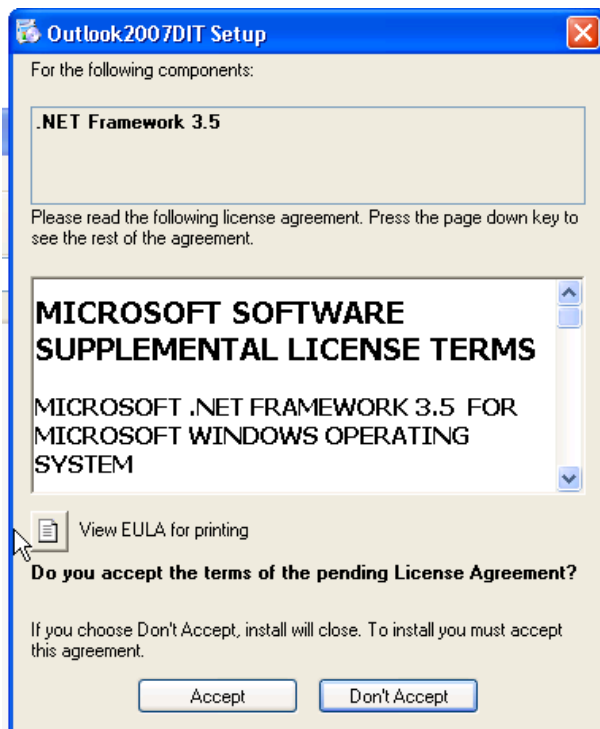 Outlook2007DIT Setup
For the following components:
.NET Framework 3.5
Please read the following license agreement. Press the page down key to
see the rest of the agreement.
MICROSOFT SOFTWARE
SUPPLEMENTAL LICENSE TERMS
MICROSOFT .NET FRAMEWORK 3.5 FOR
MICROSOFT WINDOWS OPERATING
SYSTEM
View EULA for printing
Do you accept the terms of the pending License Agreement?
If you choose Don't Accept, install will close. To install you must accept
this agreement.
Accept Don't Accept